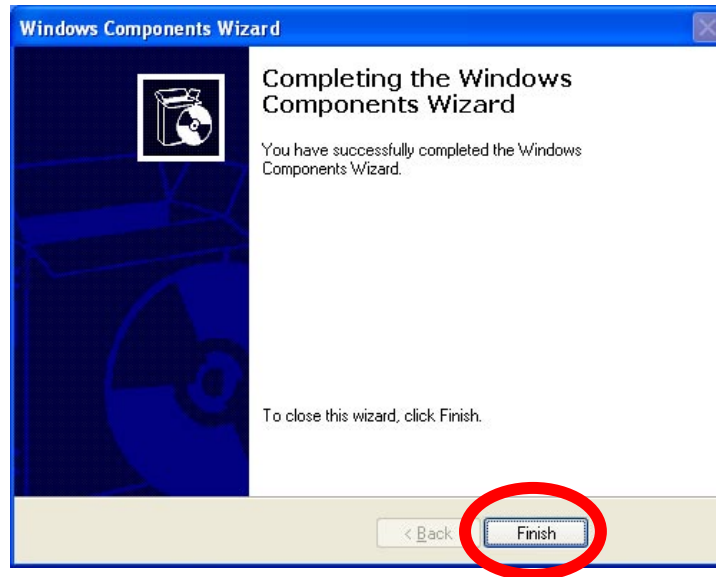 Windows Components Wizard
Completing the Windows
Components Wizard
You have successfully completed the Windows
Components Wizard.
To close this wizard, click Finish.
< Back
Finish